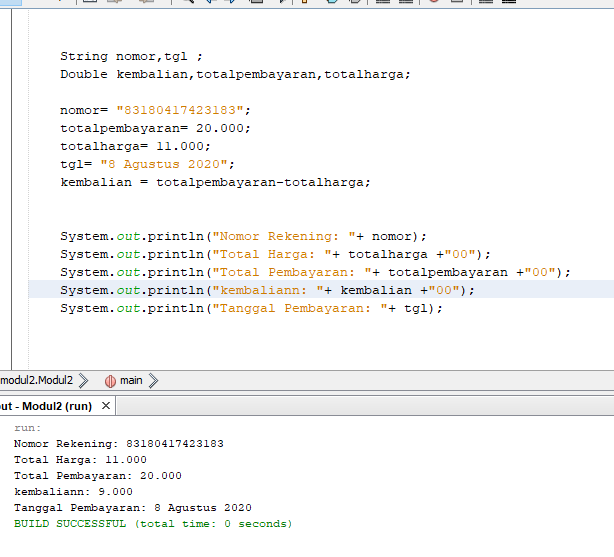 String nomor,tgl ;
Double kembalian,totalpembayaran,totalharga;
nomor= "83180417423183";
totalpembayaran= 20.000;
totalharga= 11.000;
tgl= "8 Agustus 2020";
kembalian = totalpembayaran-totalharga;
System.out.println("Nomor Rekening: "+ nomor);
System.out.println("Total Harga: "+ totalharga +"00");
System.out.println("Total Pembayaran: "+ totalpembayaran +"00");
System.out.println("kembaliann: "+ kembalian +"00");
System.out.println("Tanggal Pembayaran: "+ tgl);
modul2.Modul2 main
ut - Modul2 (run) ×
run:
Nomor Rekening: 83180417423183
Total Harga: 11.000
Total Pembayaran: 20.000
kembaliann: 9.000
Tanggal Pembayaran: 8 Agustus 2020
BUILD SUCCESSFUL (total time: 0 seconds)